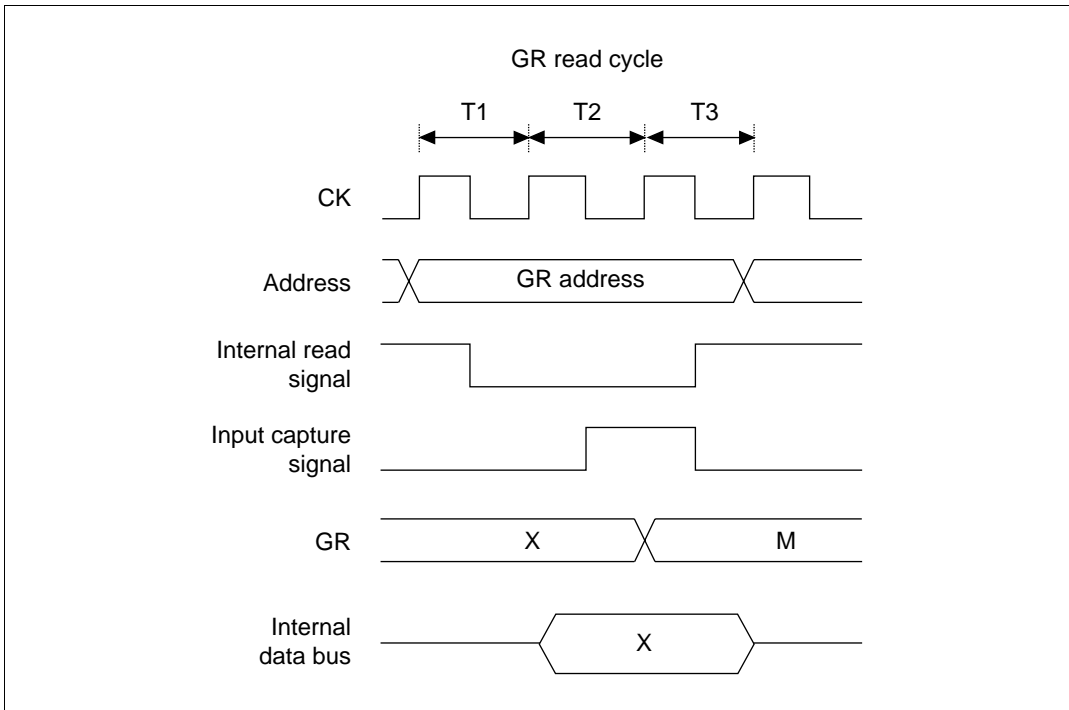 GR read cycle
T1 T2 T3
CK
Address GR address
Internal read
signal
Input capture
signal
GR X M
Internal
data bus X